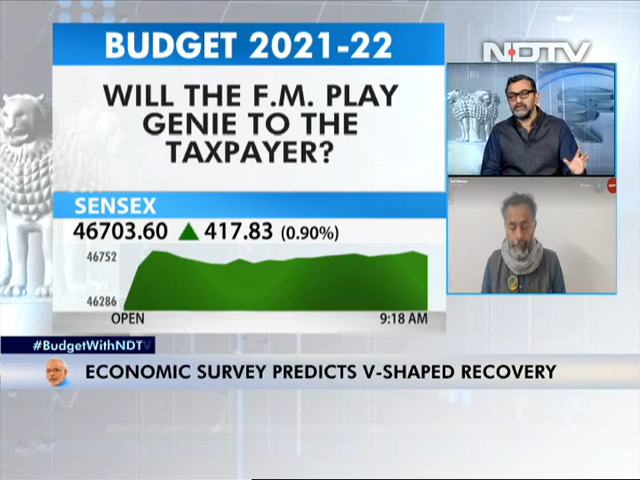 BUDGET 2021-22
NDTV
WILL THE F.M. PLAY
GENIE TO THE
TAXPAYER?
SENSEX
46703.60 ▲ 417.83 (0.90%)
46752
46286
OPEN
9:18 AM
#BudgetWithNDTV
ECONOMIC SURVEY PREDICTS V-SHAPED RECOVERY